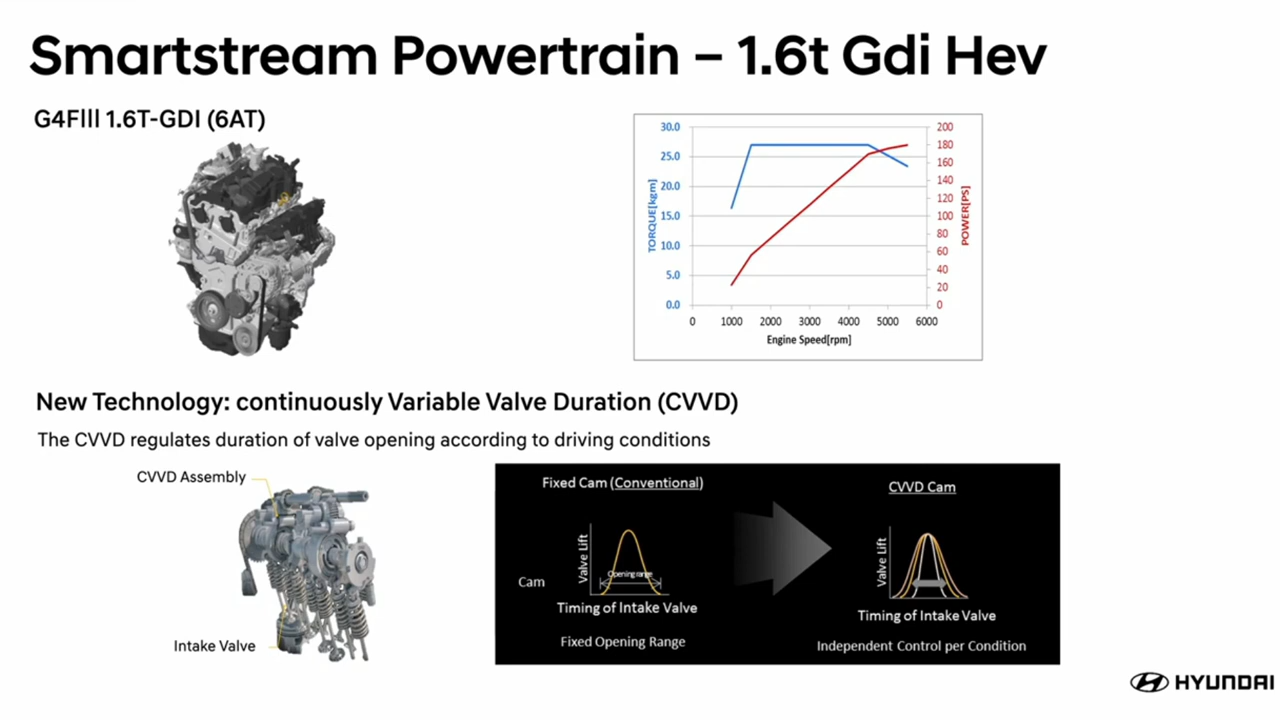 Smartstream Powertrain – 1.6t Gdi Hev
G4FⅢ 1.6T-GDI (6AT)
30.0
25.0
20.0
15.0
10.0
5.0
0.0
TORQUE[kgm]
200
180
160
140
120
100
80
60
40
20
0
POWER[PS]
0 1000 2000 3000 4000 5000 6000
Engine Speed[rpm]
New Technology: continuously Variable Valve Duration (CVVD)
The CVVD regulates duration of valve opening according to driving conditions
CVVD Assembly
Intake Valve
Fixed Cam (Conventional)
Cam
Valve Lift
Opening range
Timing of Intake Valve
Fixed Opening Range
CVVD Cam
Valve Lift
Timing of Intake Valve
Independent Control per Condition
HYUNDAI